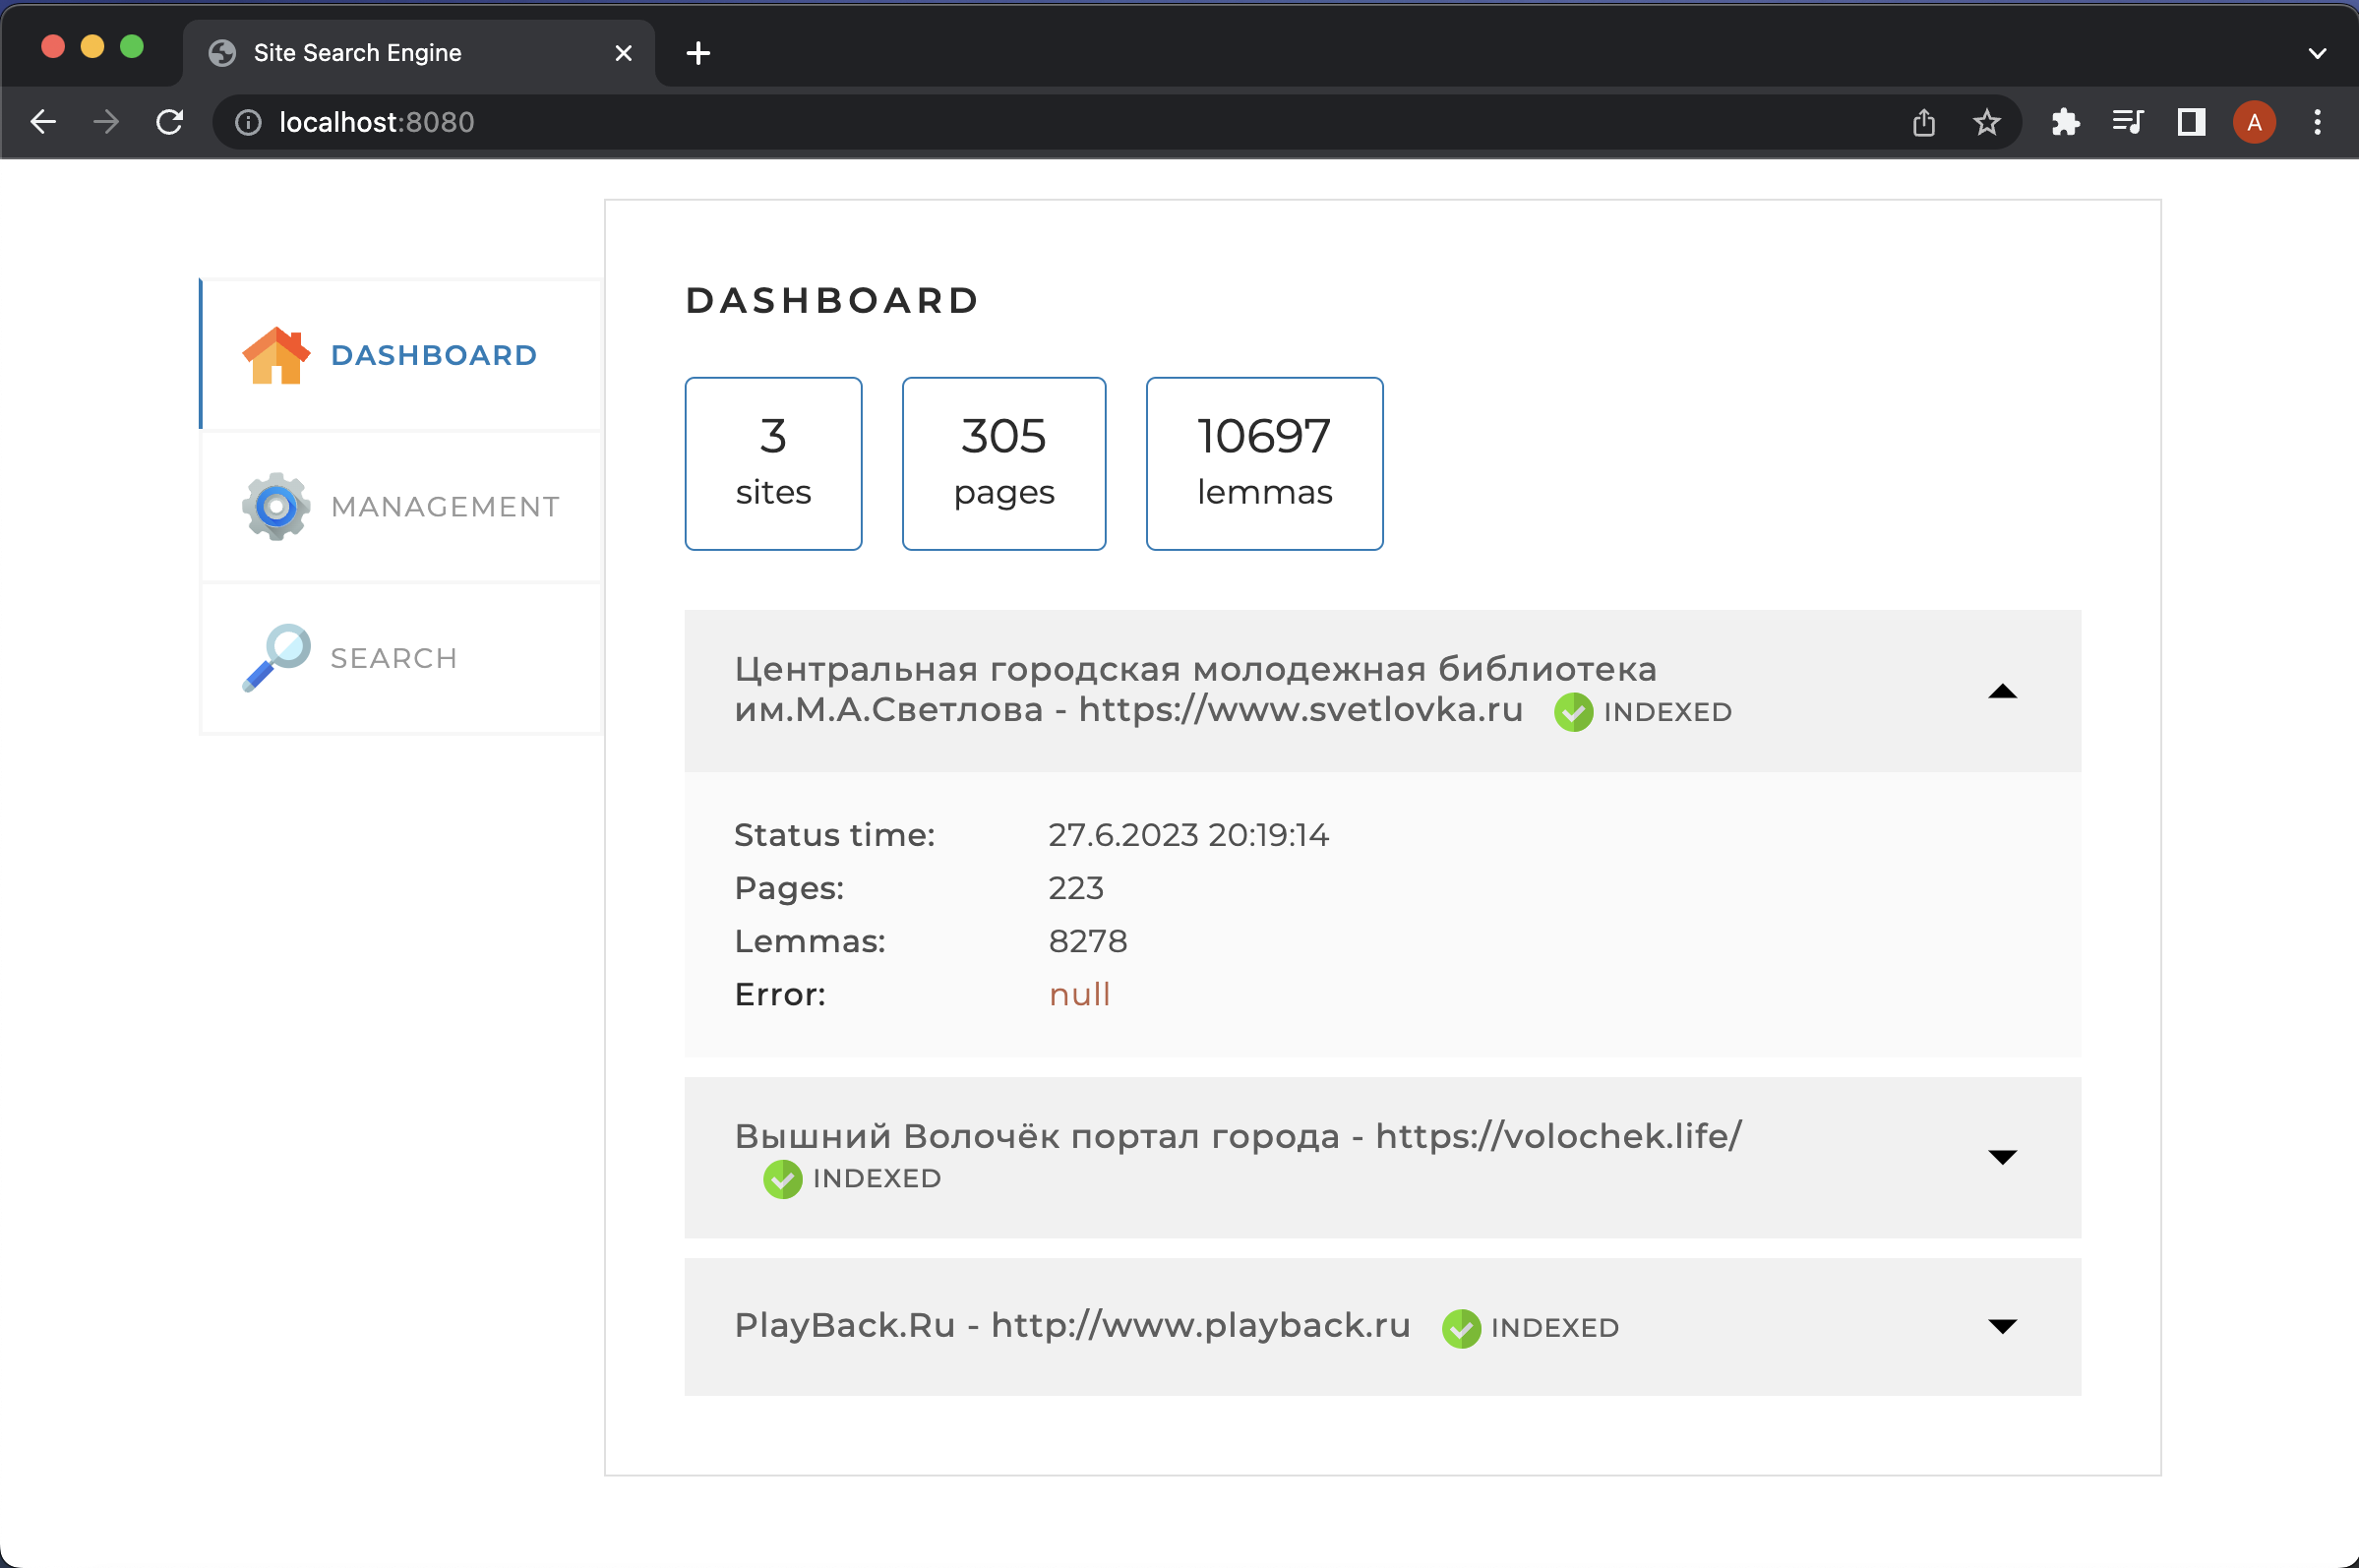 Site Search Engine
localhost:8080
A
DASHBOARD
MANAGEMENT
SEARCH
DASHBOARD
3
sites
305
pages
10697
lemmas
Центральная городская молодежная библиотека
им.М.А.Светлова - https://www.svetlovka.ru INDEXED
Status time: 27.6.2023 20:19:14
Pages: 223
Lemmas: 8278
Error: null
Вышний Волочёк портал города - https://volochek.life/
INDEXED
PlayBack.Ru - http://www.playback.ru INDEXED